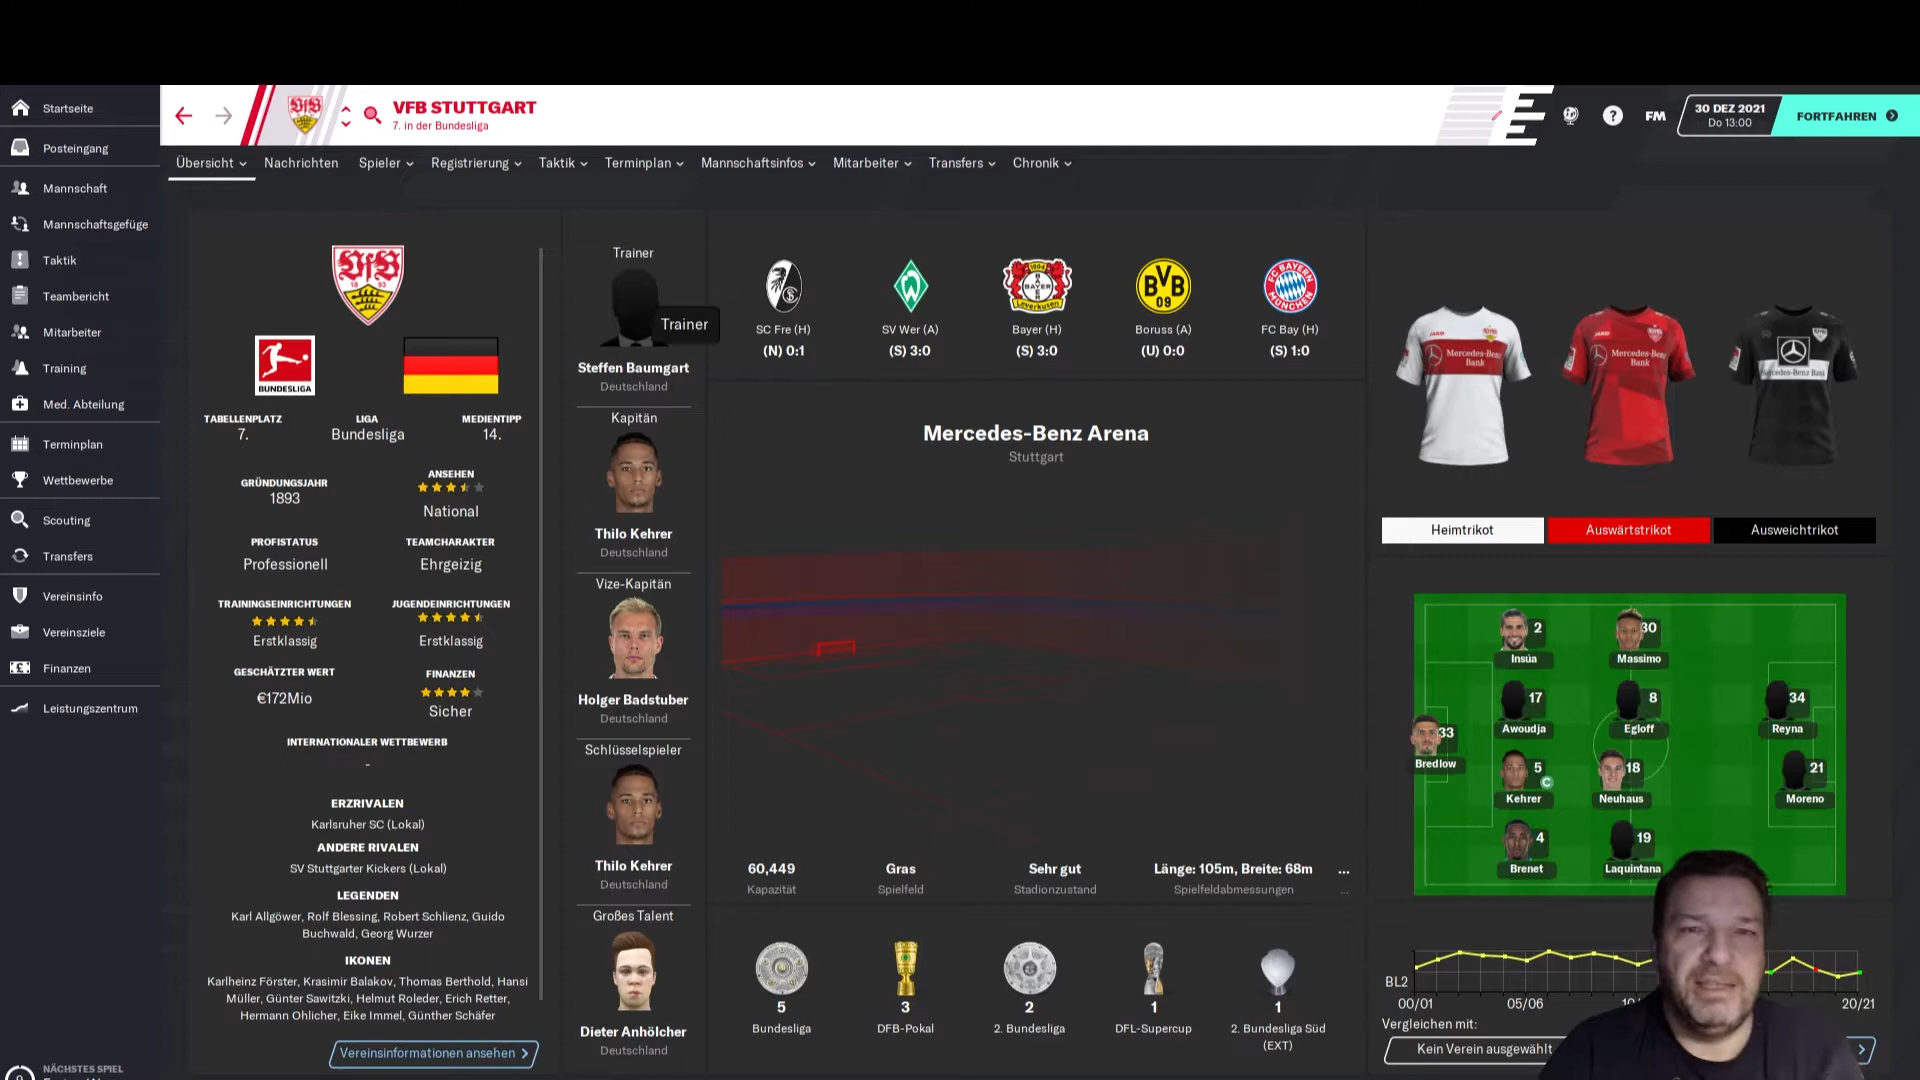 Startseite
Posteingang
Mannschaft
Mannschaftsgefüge
Taktik
Teambericht
Mitarbeiter
Training
Med. Abteilung
Terminplan
Wettbewerbe
Scouting
Transfers
Vereinsinfo
Vereinsziele
Finanzen
Leistungszentrum
NÄCHSTES SPIEL
VFB STUTTGART
7. in der Bundesliga
FM
30 DEZ 2021
Do 13:00
FORTFAHREN
Übersicht Nachrichten Spieler Registrierung Taktik Terminplan Mannschaftsinfos Mitarbeiter Transfers Chronik
BUNDESLIGA
TABELLENPLATZ LIGA MEDIENTIPP
7. Bundesliga 14.
GRÜNDUNGSJAHR ANSEHEN
1893
National
PROFISTATUS TEAMCHARAKTER
Professionell Ehrgeizig
TRAININGSEINRICHTUNGEN JUGENDEINRICHTUNGEN
Erstklassig Erstklassig
GESCHÄTZTER WERT FINANZEN
€172Mio
Sicher
INTERNATIONALER WETTBEWERB
-
ERZRIVALEN
Karlsruher SC (Lokal)
ANDERE RIVALEN
SV Stuttgarter Kickers (Lokal)
LEGENDEN
Karl Allgöwer, Rolf Blessing, Robert Schlienz, Guido
Buchwald, Georg Wurzer
IKONEN
Karlheinz Förster, Krasimir Balakov, Thomas Berthold, Hansi
Müller, Günter Sawitzki, Helmut Roleder, Erich Retter,
Hermann Ohlicher, Eike Immel, Günther Schäfer
Vereinsinformationen ansehen
Trainer
Trainer
Steffen Baumgart
Deutschland
Kapitän
Thilo Kehrer
Deutschland
Vize-Kapitän
Holger Badstuber
Deutschland
Schlüsselspieler
Thilo Kehrer
Deutschland
Großes Talent
Dieter Anhölcher
Deutschland
SC Fre (H) SV Wer (A) Bayer (H) Boruss (A) FC Bay (H)
(N) 0:1 (S) 3:0 (S) 3:0 (U) 0:0 (S) 1:0
Mercedes-Benz Arena
Stuttgart
60,449 Gras Sehr gut Länge: 105m, Breite: 68m ...
Kapazität Spielfeld Stadionzustand Spielfeldabmessungen ...
5 3 2 1 1
Bundesliga DFB-Pokal 2. Bundesliga DFL-Supercup 2. Bundesliga Süd
(EXT)
JAKO
Mercedes-Benz
Bank
JAKO
Mercedes-Benz
Bank
Mercedes-Benz Bank
Heimtrikot Auswärtstrikot Ausweichtrikot
2 30
Insúa Massimo
17 8 34
Awoudja Egloff Reyna
33
Bredlow
5 18 21
C
Kehrer Neuhaus Moreno
4 19
Brenet Laquintana
BL2
00/01 05/06 20/21
Vergleichen mit:
Kein Verein ausgewählt